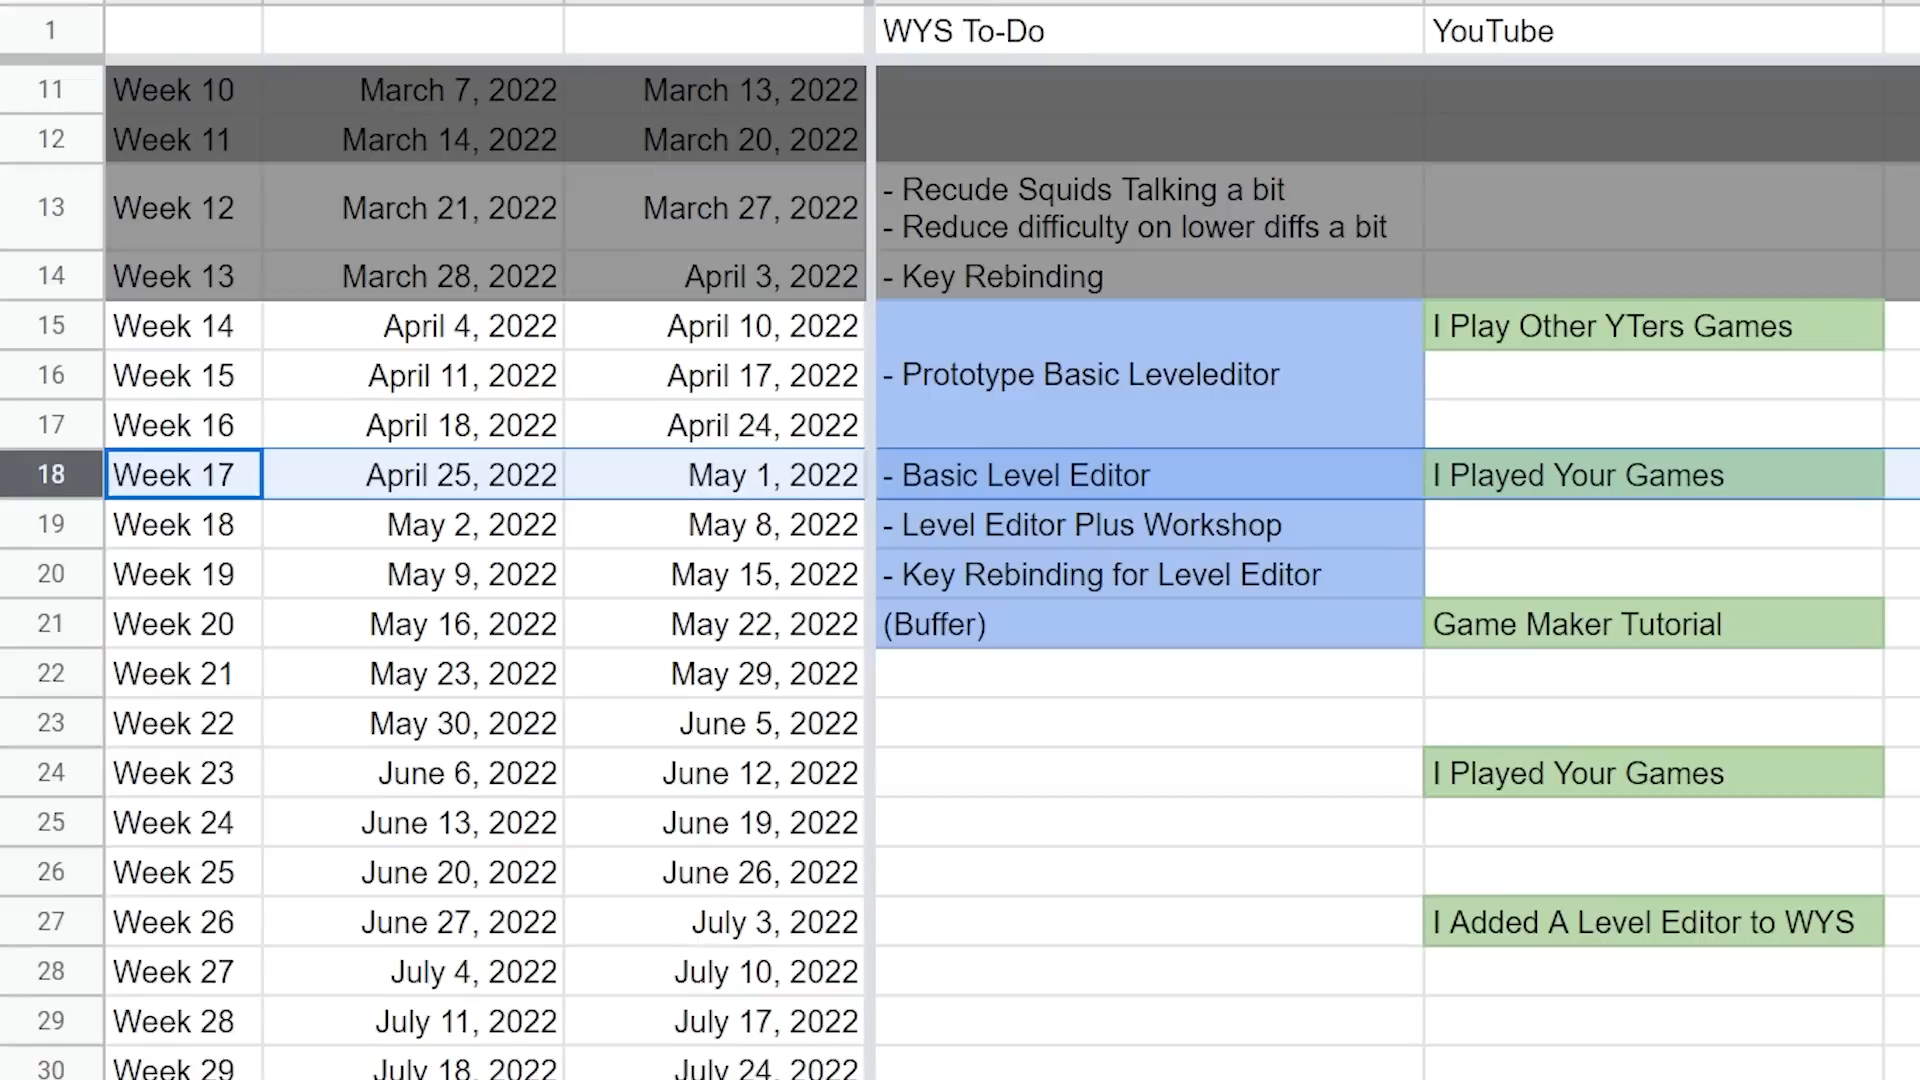 1 WYS To-Do YouTube
11 Week 10 March 7, 2022 March 13, 2022
12 Week 11 March 14, 2022 March 20, 2022
13 Week 12 March 21, 2022 March 27, 2022 - Recude Squids Talking a bit
- Reduce difficulty on lower diffs a bit
14 Week 13 March 28, 2022 April 3, 2022 - Key Rebinding
15 Week 14 April 4, 2022 April 10, 2022 I Play Other YTers Games
16 Week 15 April 11, 2022 April 17, 2022 - Prototype Basic Leveleditor
17 Week 16 April 18, 2022 April 24, 2022
18 Week 17 April 25, 2022 May 1, 2022 - Basic Level Editor I Played Your Games
19 Week 18 May 2, 2022 May 8, 2022 - Level Editor Plus Workshop
20 Week 19 May 9, 2022 May 15, 2022 - Key Rebinding for Level Editor
21 Week 20 May 16, 2022 May 22, 2022 (Buffer) Game Maker Tutorial
22 Week 21 May 23, 2022 May 29, 2022
23 Week 22 May 30, 2022 June 5, 2022
24 Week 23 June 6, 2022 June 12, 2022 I Played Your Games
25 Week 24 June 13, 2022 June 19, 2022
26 Week 25 June 20, 2022 June 26, 2022
27 Week 26 June 27, 2022 July 3, 2022 I Added A Level Editor to WYS
28 Week 27 July 4, 2022 July 10, 2022
29 Week 28 July 11, 2022 July 17, 2022
30 Week 29 July 18, 2022 July 24, 2022